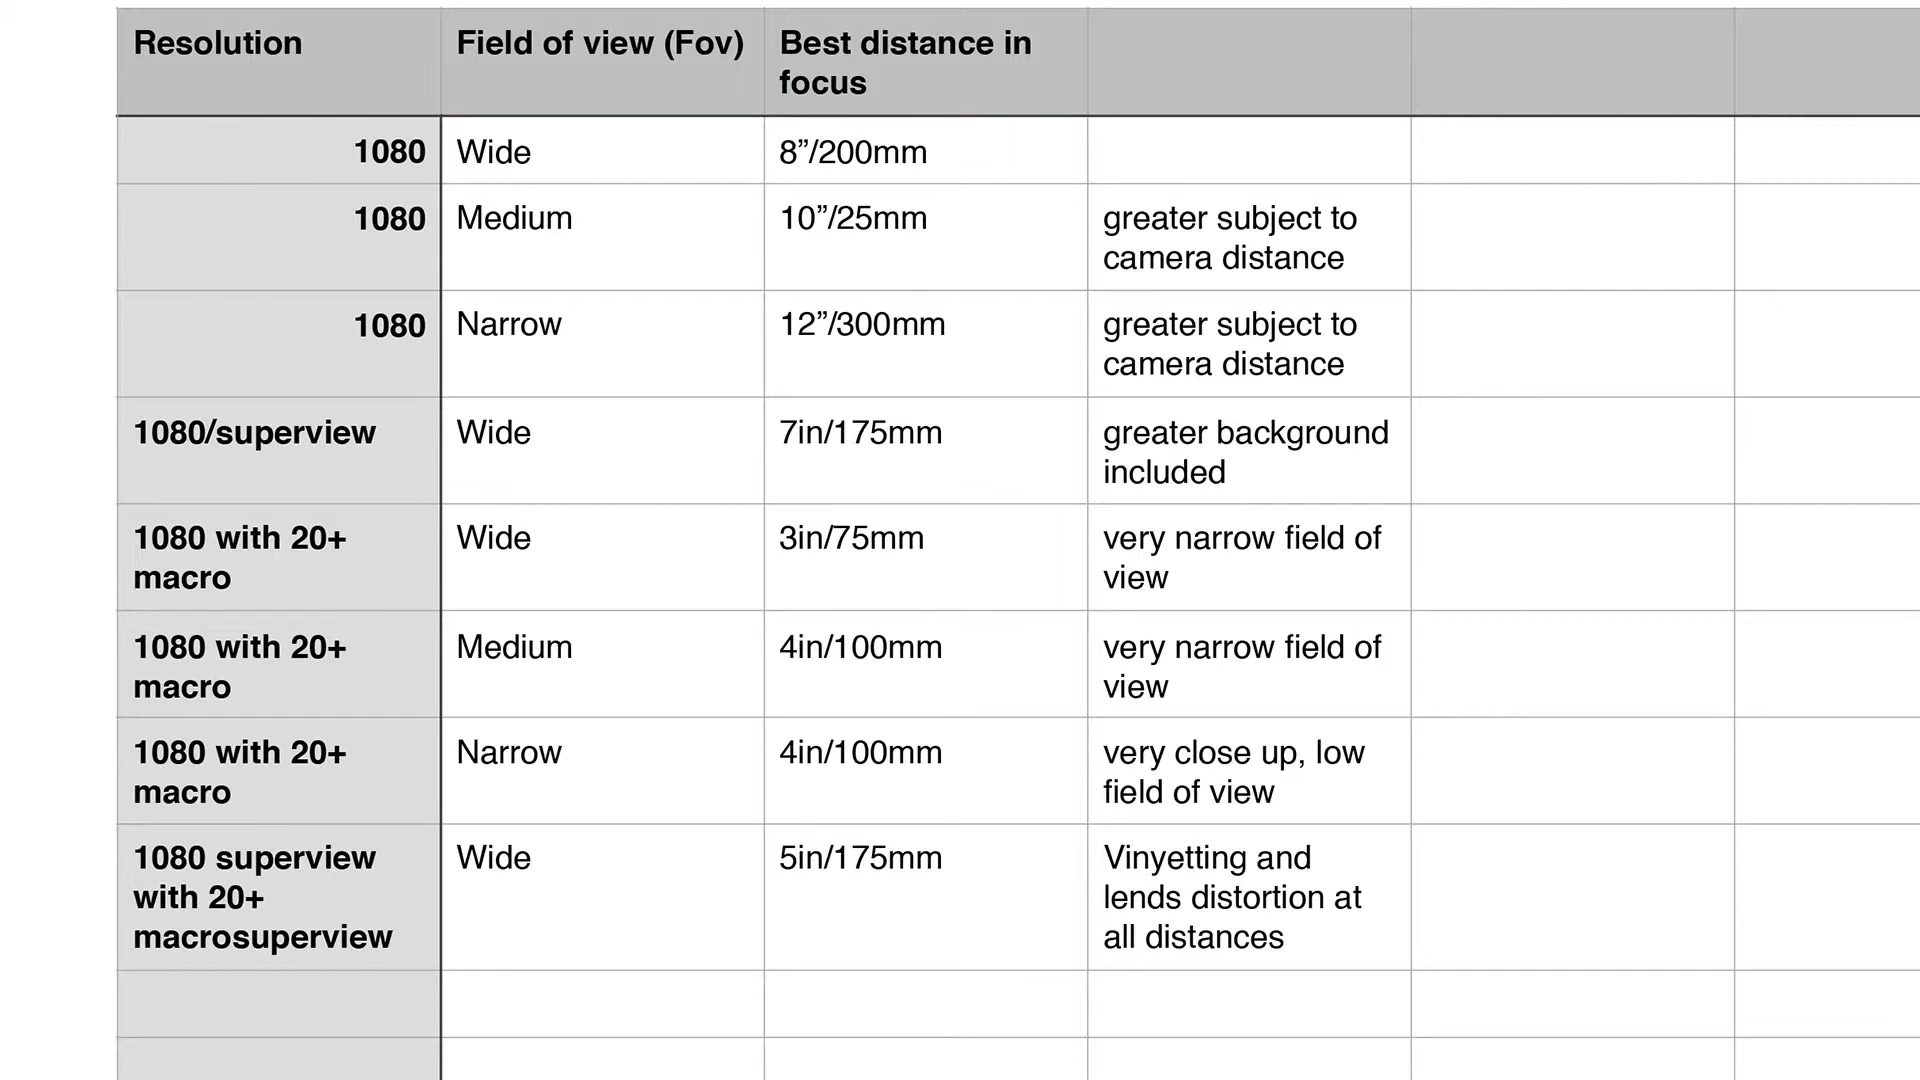 Resolution Field of view (Fov) Best distance in
focus
1080 Wide 8”/200mm
1080 Medium 10”/25mm greater subject to
camera distance
1080 Narrow 12”/300mm greater subject to
camera distance
1080/superview Wide 7in/175mm greater background
included
1080 with 20+ Wide 3in/75mm very narrow field of
macro view
1080 with 20+ Medium 4in/100mm very narrow field of
macro view
1080 with 20+ Narrow 4in/100mm very close up, low
macro field of view
1080 superview Wide 5in/175mm Vinyetting and
with 20+ lends distortion at
macrosuperview all distances